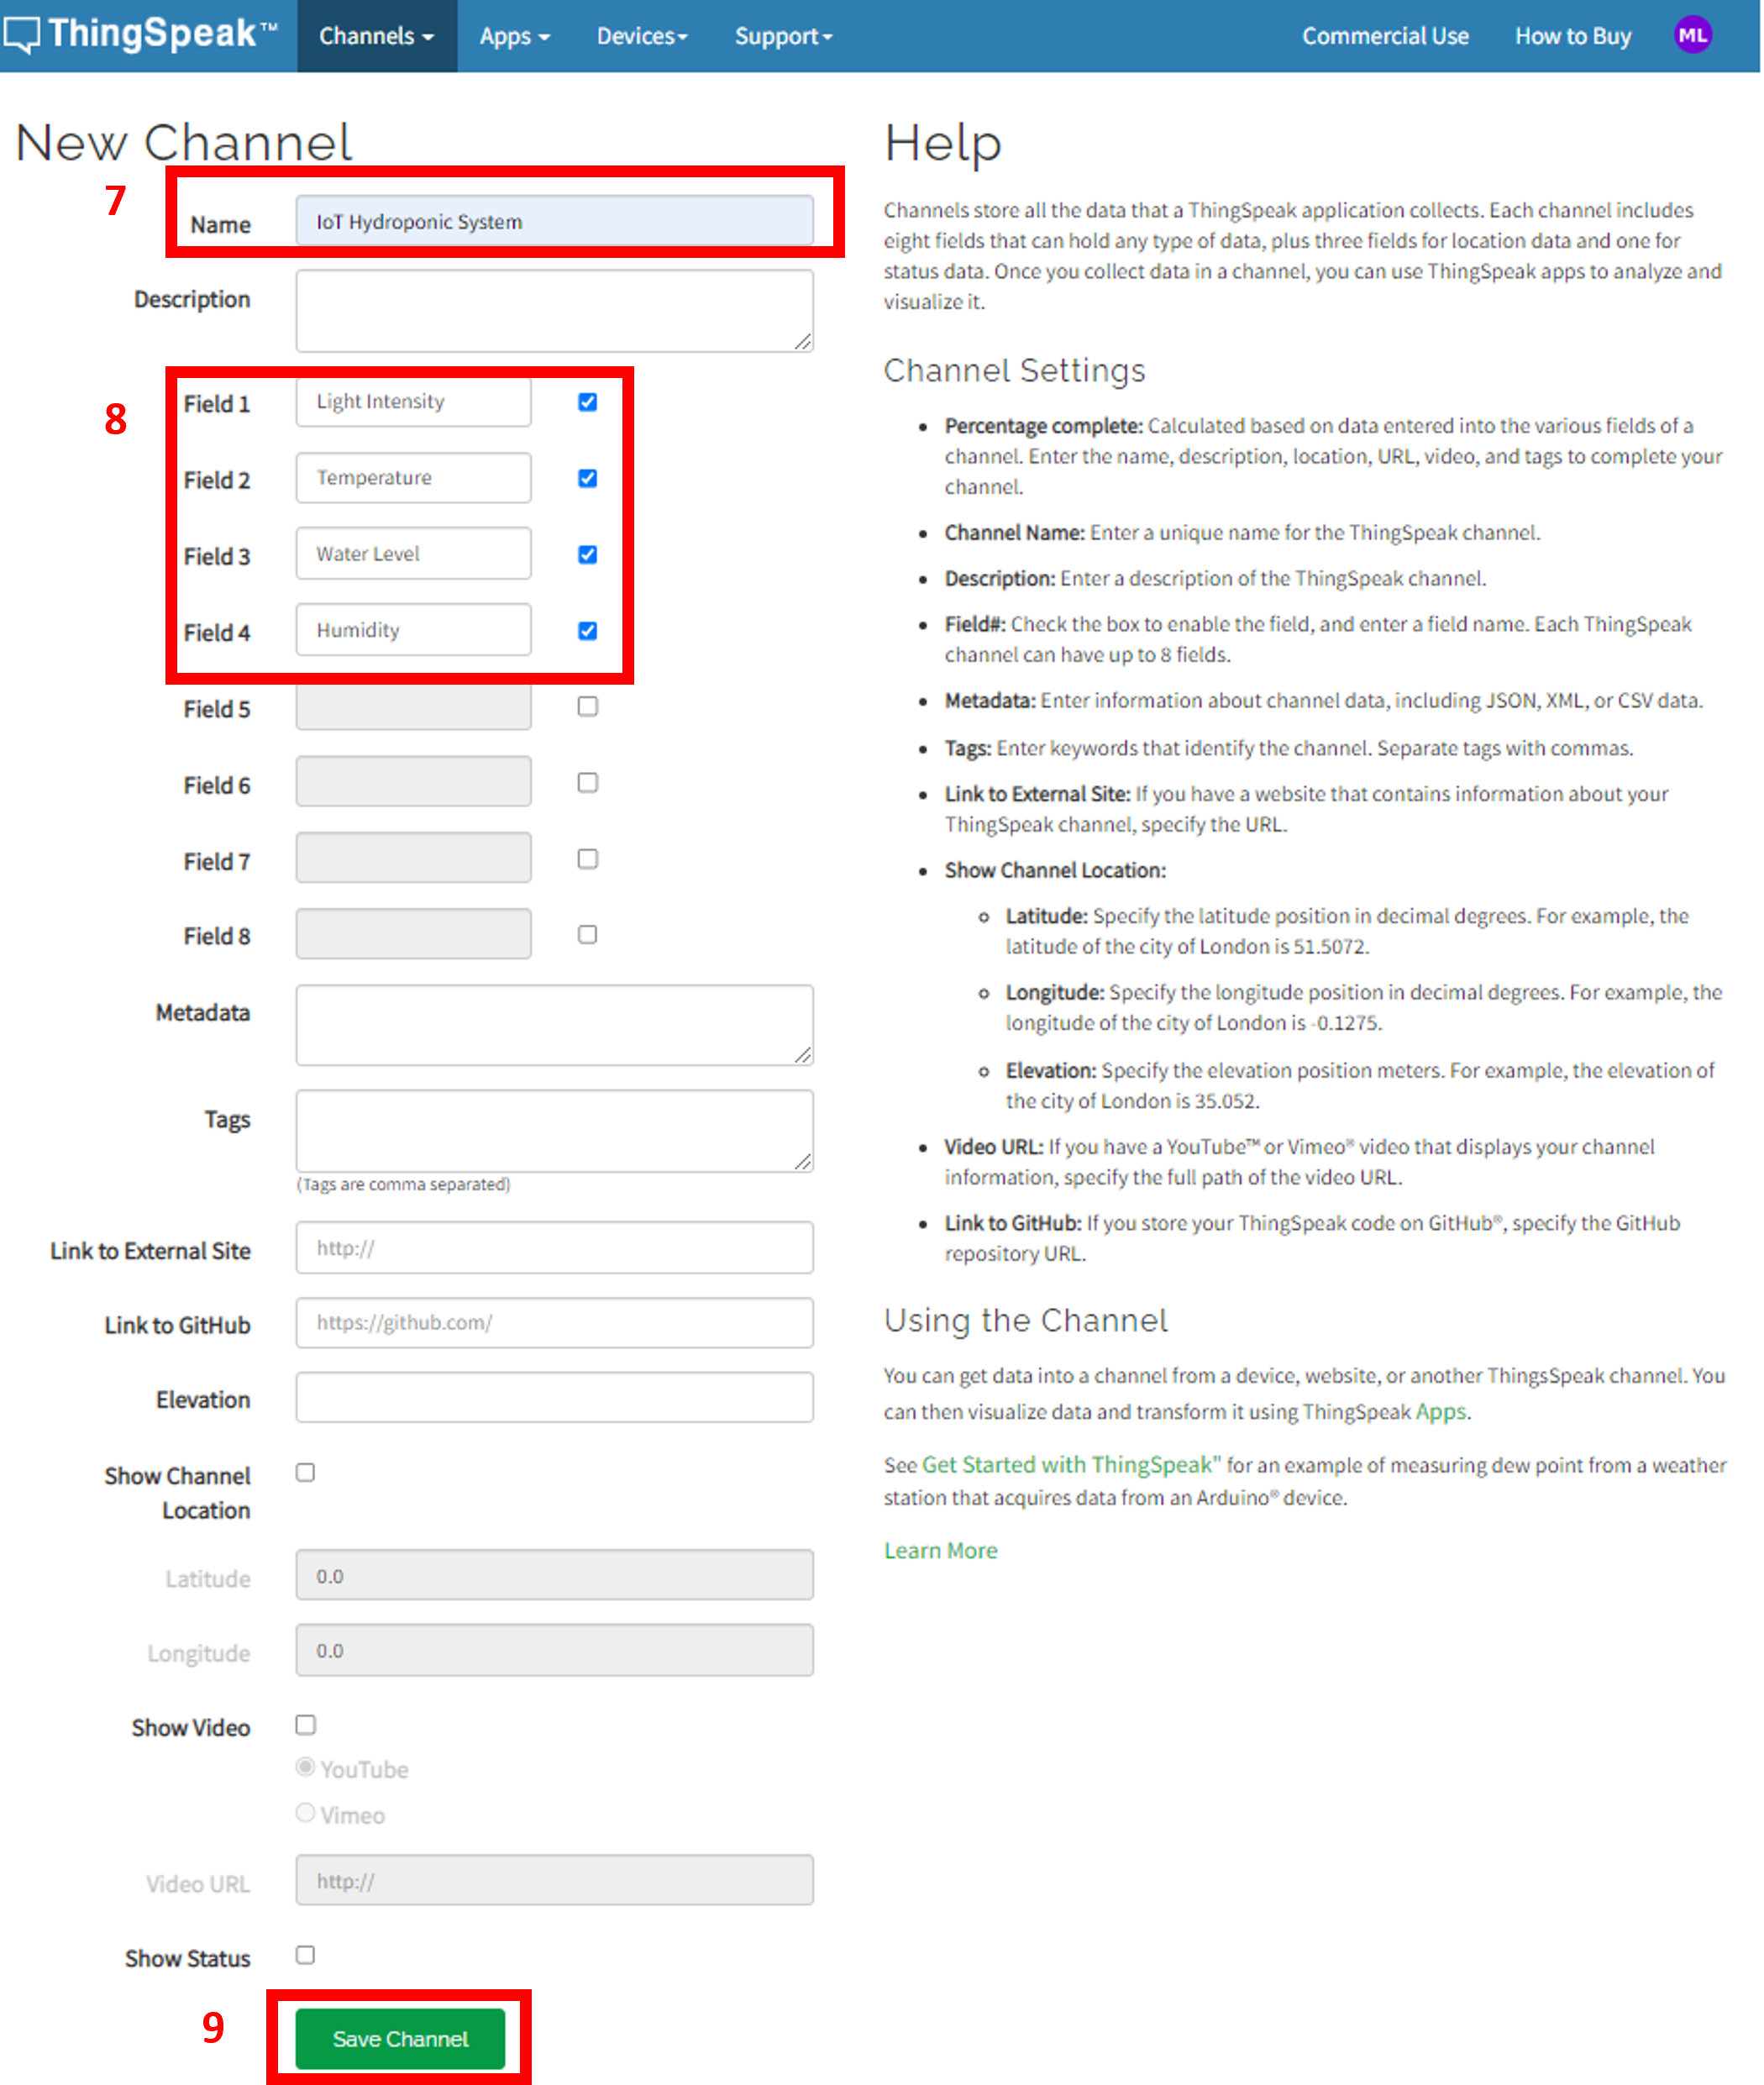 ThingSpeak™ Channels Apps Devices Support Commercial Use How to Buy ML
New Channel
7
Name IoT Hydroponic System
Description
8
Field 1 Light Intensity
Field 2 Temperature
Field 3 Water Level
Field 4 Humidity
Field 5
Field 6
Field 7
Field 8
Metadata
Tags
(Tags are comma separated)
Link to External Site http://
Link to GitHub https://github.com/
Elevation
Show Channel
Location
Latitude 0.0
Longitude 0.0
Show Video
YouTube
Vimeo
Video URL http://
Show Status
9
Save Channel
Help
Channels store all the data that a ThingSpeak application collects. Each channel includes
eight fields that can hold any type of data, plus three fields for location data and one for
status data. Once you collect data in a channel, you can use ThingSpeak apps to analyze and
visualize it.
Channel Settings
• Percentage complete: Calculated based on data entered into the various fields of a
channel. Enter the name, description, location, URL, video, and tags to complete your
channel.
• Channel Name: Enter a unique name for the ThingSpeak channel.
• Description: Enter a description of the ThingSpeak channel.
• Field#: Check the box to enable the field, and enter a field name. Each ThingSpeak
channel can have up to 8 fields.
• Metadata: Enter information about channel data, including JSON, XML, or CSV data.
• Tags: Enter keywords that identify the channel. Separate tags with commas.
• Link to External Site: If you have a website that contains information about your
ThingSpeak channel, specify the URL.
• Show Channel Location:
Latitude: Specify the latitude position in decimal degrees. For example, the
latitude of the city of London is 51.5072.
Longitude: Specify the longitude position in decimal degrees. For example, the
longitude of the city of London is -0.1275.
Elevation: Specify the elevation position meters. For example, the elevation of
the city of London is 35.052.
• Video URL: If you have a YouTube™ or Vimeo® video that displays your channel
information, specify the full path of the video URL.
• Link to GitHub: If you store your ThingSpeak code on GitHub®, specify the GitHub
repository URL.
Using the Channel
You can get data into a channel from a device, website, or another ThingsSpeak channel. You
can then visualize data and transform it using ThingSpeak Apps.
See Get Started with ThingSpeak" for an example of measuring dew point from a weather
station that acquires data from an Arduino® device.
Learn More